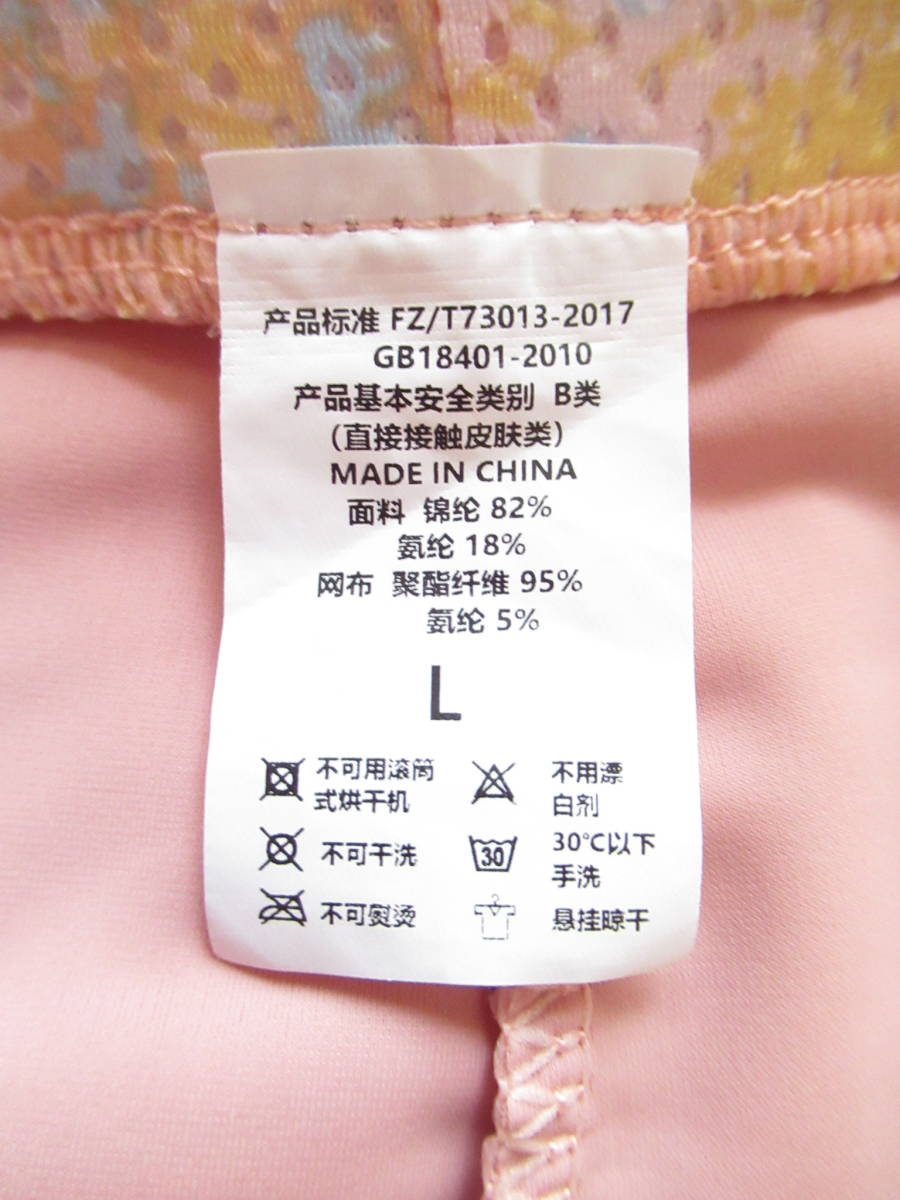 产品标准 FZ/T73013-2017
GB18401-2010
产品基本安全类别 B类
(直接接触皮肤类)
MADE IN CHINA
面料 锦纶 82%
氨纶 18%
网布 聚酯纤维 95%
氨纶 5%
L
不可用滚筒
式烘干机
不用漂
白剂
不可干洗
30
30℃以下
手洗
不可熨烫
悬挂晾干